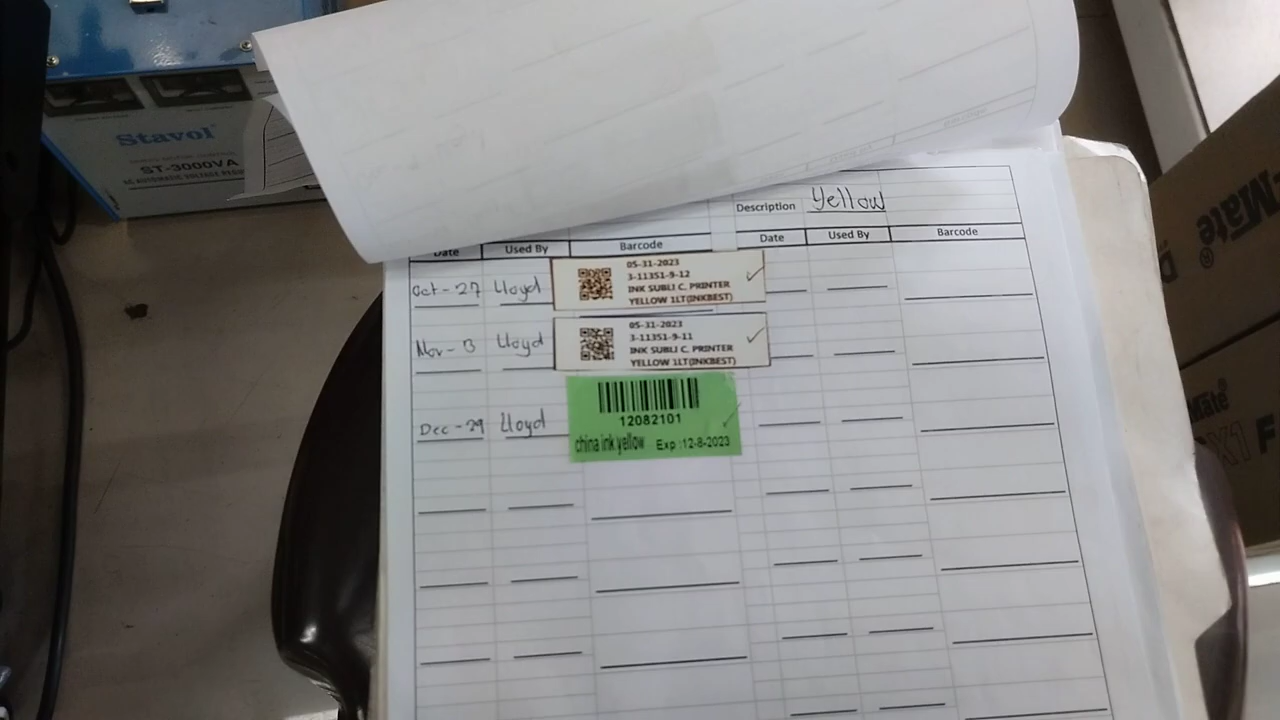 Stavol
ST-3000VA
Description Yellow
Date Used By Barcode Date Used By Barcode
Oct-27 Lloyd
05-31-2023
3-11351-9-12
INK SUBLI C. PRINTER
YELLOW 1LT(INKBEST)
Nov-13 Lloyd
05-31-2023
3-11351-9-11
INK SUBLI C. PRINTER
YELLOW 1LT(INKBEST)
Dec-29 Lloyd
12082101
china ink yellow Exp :12-8-2023
-Mate®
Mate®